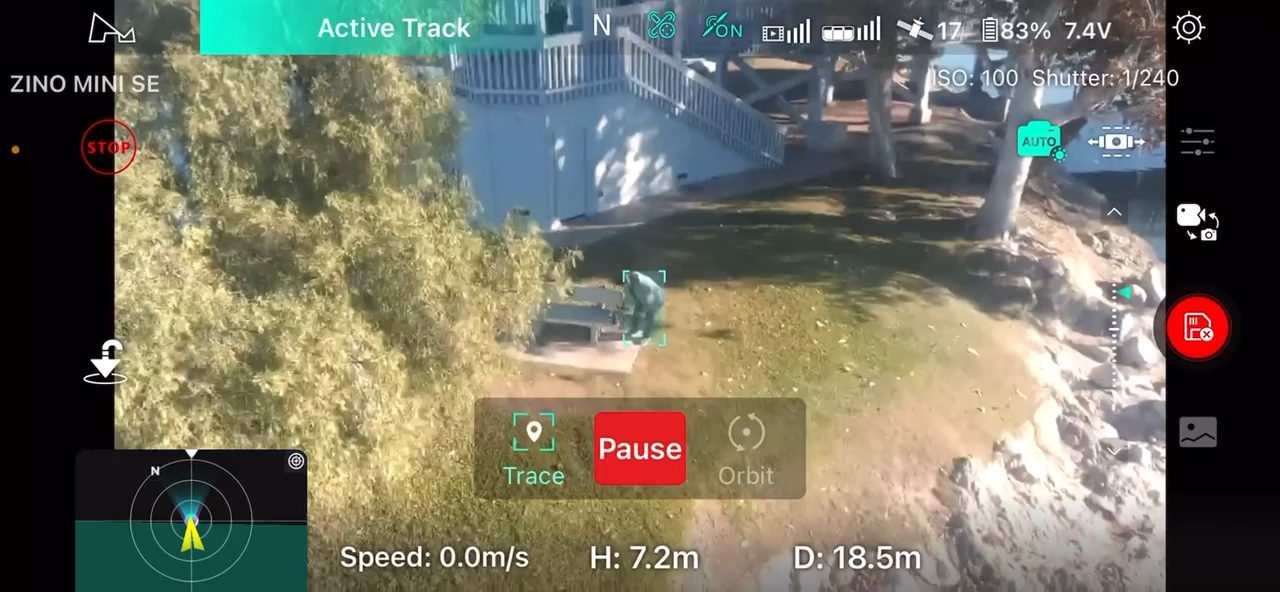 Active Track
N
ON
17
83% 7.4V
ZINO MINI SE
ISO: 100 Shutter: 1/240
STOP
AUTO
Trace
Pause
Orbit
N
Speed: 0.0m/s H: 7.2m D: 18.5m